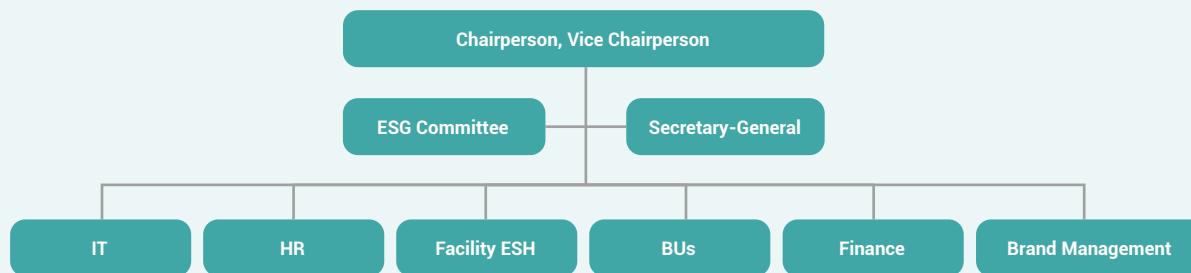 Chairperson, Vice Chairperson
ESG Committee
Secretary-General
IT
HR
Facility ESH
BUs
Finance
Brand Management